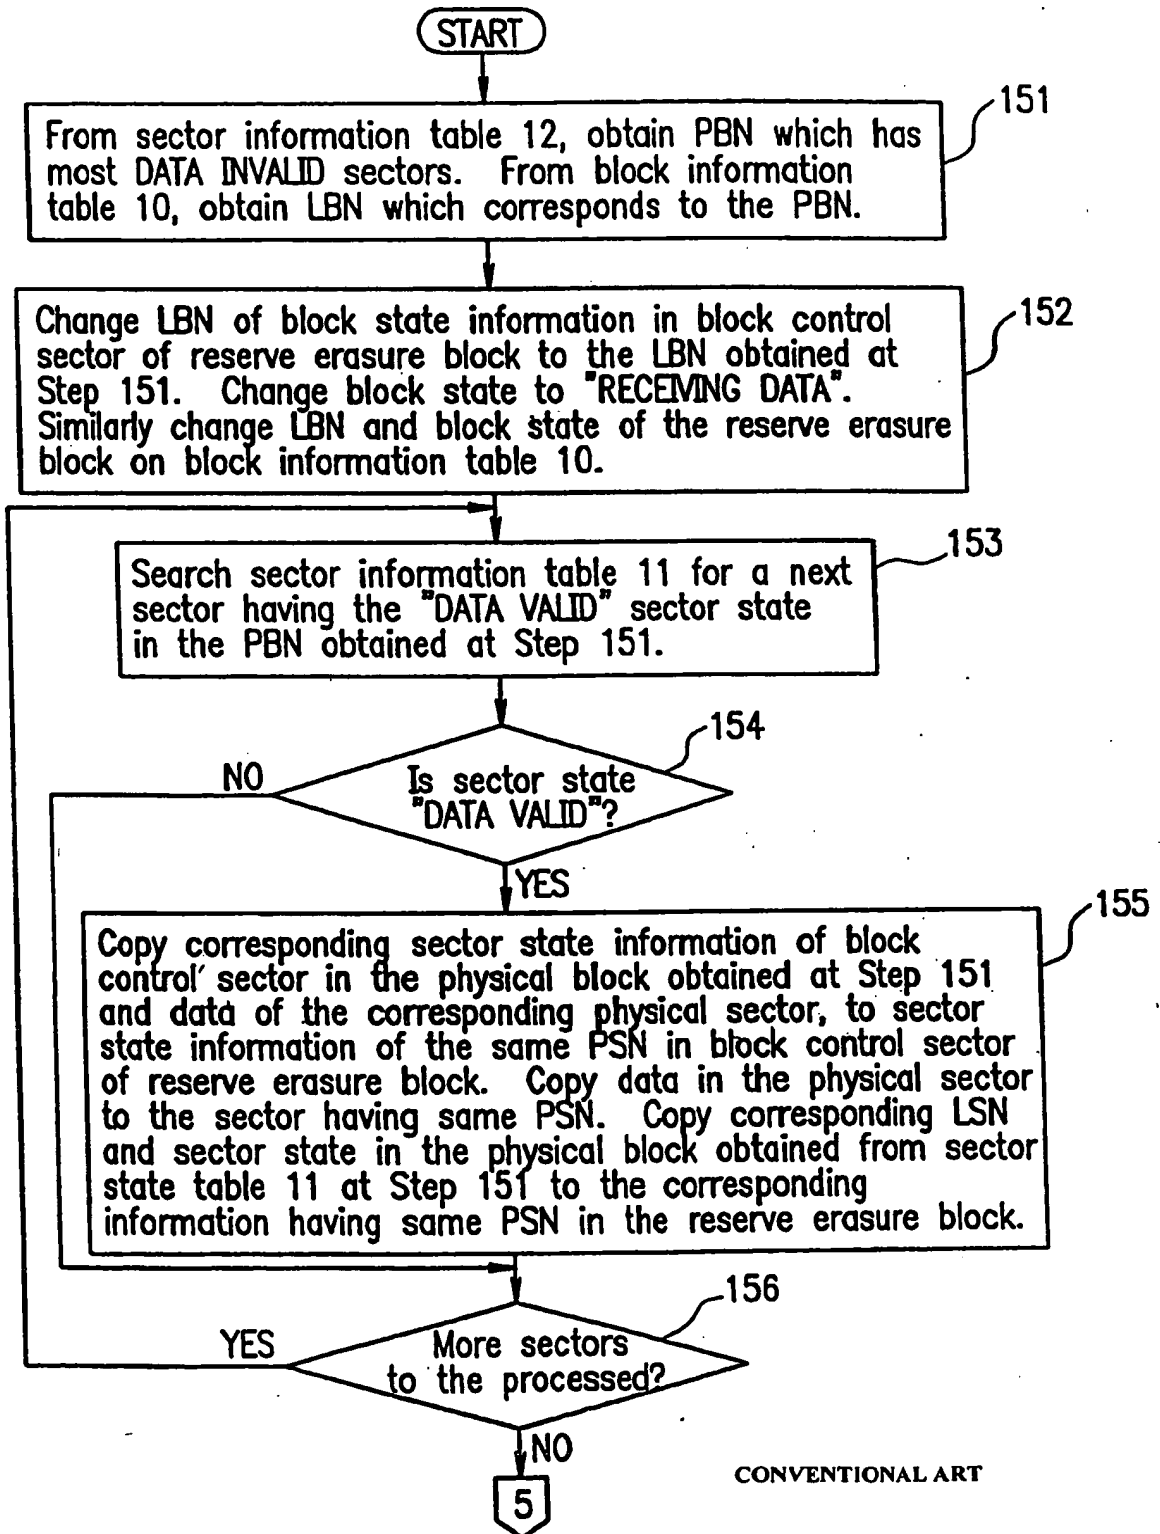 START
151
From sector information table 12, obtain PBN which has
most DATA INVALID sectors. From block information
table 10, obtain LBN which corresponds to the PBN.
152
Change LBN of block state information in block control
sector of reserve erasure block to the LBN obtained at
Step 151. Change block state to "RECEIVING DATA".
Similarly change LBN and block state of the reserve erasure
block on block information table 10.
153
Search sector information table 11 for a next
sector having the "DATA VALID" sector state
in the PBN obtained at Step 151.
154
NO
Is sector state
"DATA VALID"?
YES
155
Copy corresponding sector state information of block
control sector in the physical block obtained at Step 151
and data of the corresponding physical sector, to sector
state information of the same PSN in block control sector
of reserve erasure block. Copy data in the physical sector
to the sector having same PSN. Copy corresponding LSN
and sector state in the physical block obtained from sector
state table 11 at Step 151 to the corresponding
information having same PSN in the reserve erasure block.
156
YES
More sectors
to the processed?
NO
CONVENTIONAL ART
5